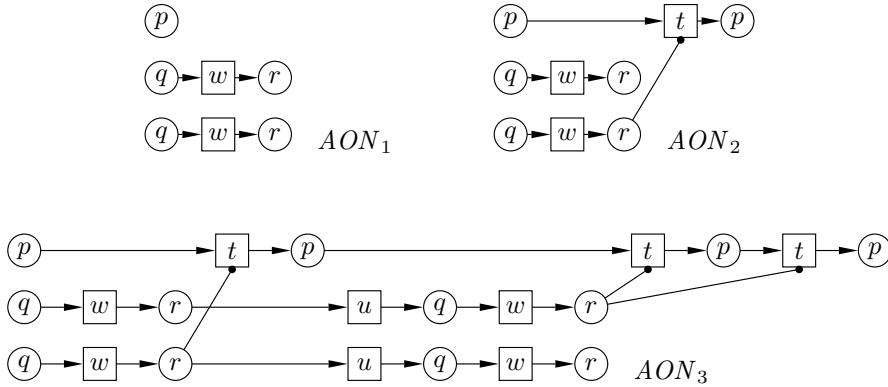 p p t p
q w r q w r
q w r AON1 q w r AON2
p t p t p t p
q w r u q w r
q w r u q w r AON3